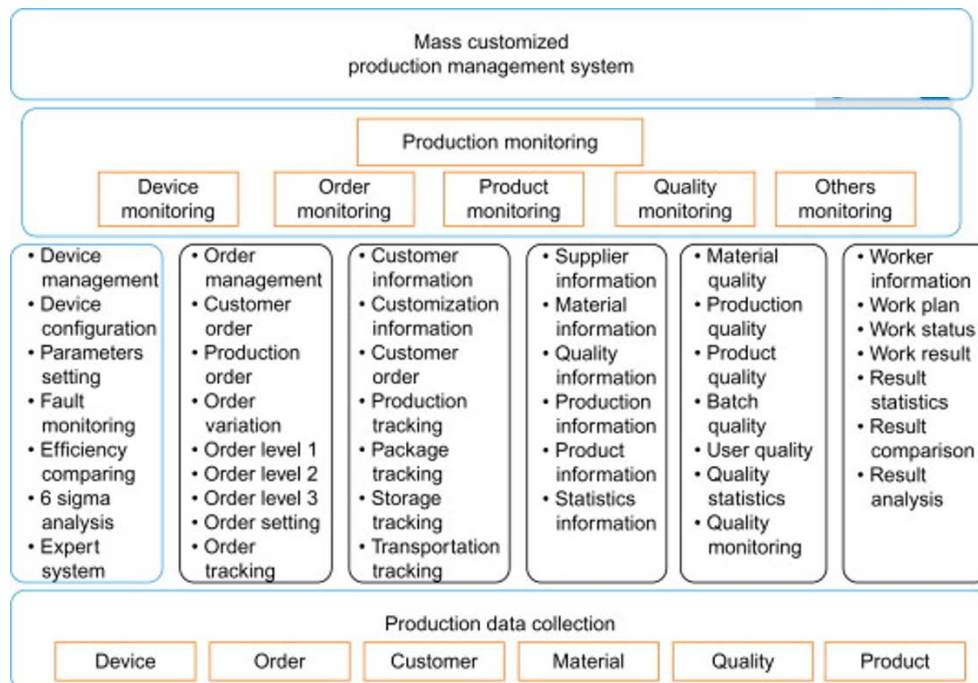 Mass customized
production management system
Production monitoring
Device
monitoring
Order
monitoring
Product
monitoring
Quality
monitoring
Others
monitoring
• Device
management
• Device
configuration
• Parameters
setting
• Fault
monitoring
• Efficiency
comparing
• 6 sigma
analysis
• Expert
system
• Order
management
• Customer
order
• Production
order
• Order
variation
• Order level 1
• Order level 2
• Order level 3
• Order setting
• Order
tracking
• Customer
information
• Customization
information
• Customer
order
• Production
tracking
• Package
tracking
• Storage
tracking
• Transportation
tracking
• Supplier
information
• Material
information
• Quality
information
• Production
information
• Product
information
• Statistics
information
• Material
quality
• Production
quality
• Product
quality
• Batch
quality
• User quality
• Quality
statistics
• Quality
monitoring
• Worker
information
• Work plan
• Work status
• Work result
• Result
statistics
• Result
comparison
• Result
analysis
Production data collection
Device
Order
Customer
Material
Quality
Product